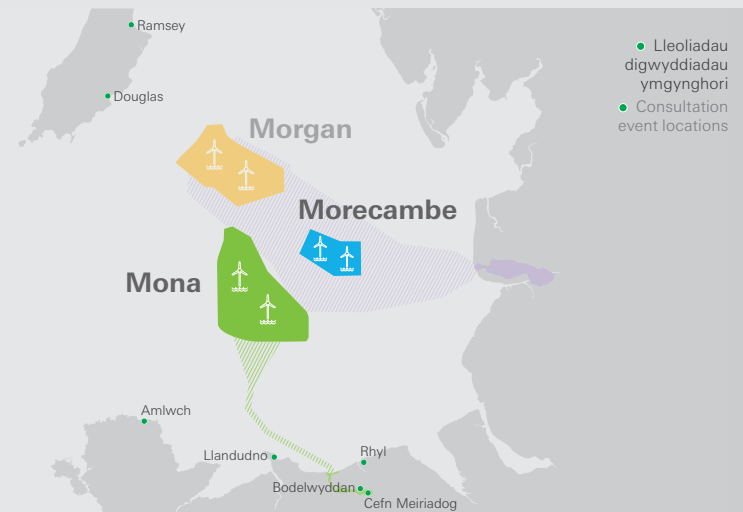 Ramsey
Douglas
Lleoliadau
digwyddiadau
ymgynghori
Consultation
event locations
Morgan
Morecambe
Mona
Amlwch
Llandudno
Rhyl
Bodelwyddan
Cefn Meiriadog